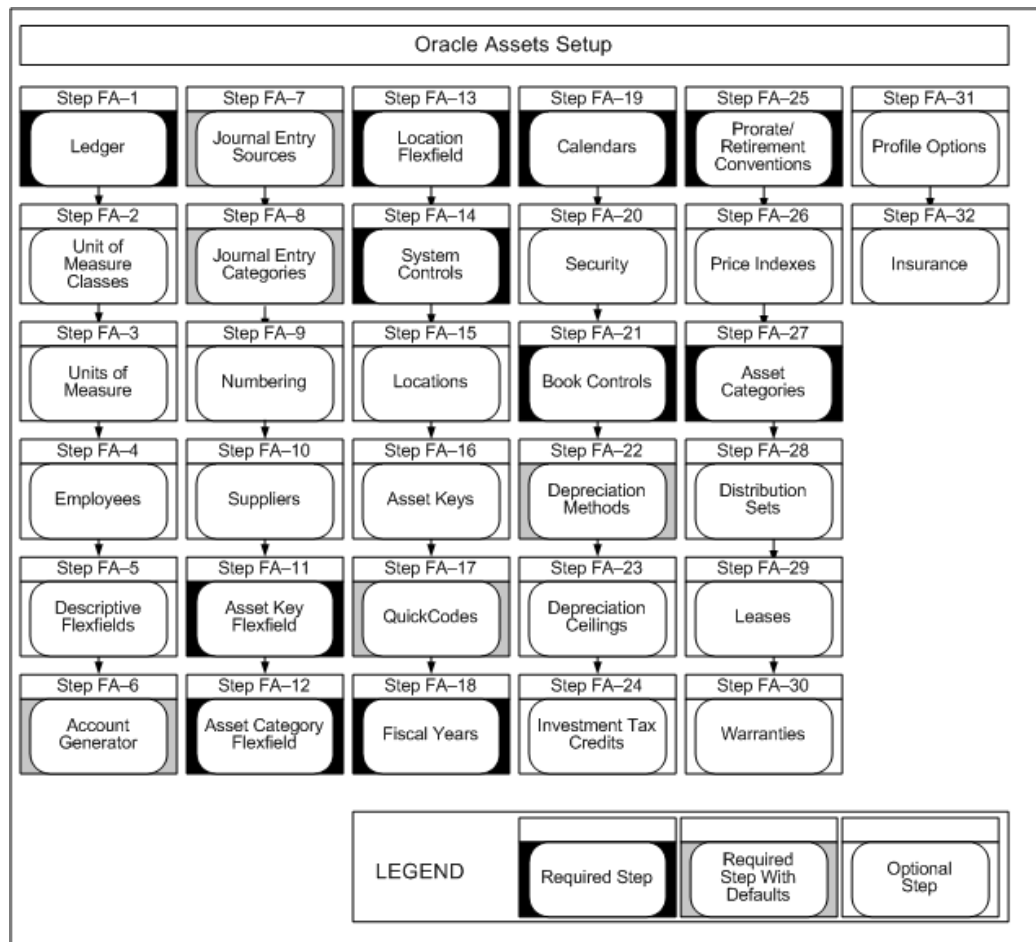 Oracle Assets Setup
Step FA–1
Ledger
Step FA–2
Unit of
Measure
Classes
Step FA–3
Units of
Measure
Step FA–4
Employees
Step FA–5
Descriptive
Flexfields
Step FA–6
Account
Generator
Step FA–7
Journal Entry
Sources
Step FA–8
Journal Entry
Categories
Step FA–9
Numbering
Step FA–10
Suppliers
Step FA–11
Asset Key
Flexfield
Step FA–12
Asset Category
Flexfield
Step FA–13
Location
Flexfield
Step FA–14
System
Controls
Step FA–15
Locations
Step FA–16
Asset Keys
Step FA–17
QuickCodes
Step FA–18
Fiscal Years
Step FA–19
Calendars
Step FA–20
Security
Step FA–21
Book Controls
Step FA–22
Depreciation
Methods
Step FA–23
Depreciation
Ceilings
Step FA–24
Investment Tax
Credits
Step FA–25
Prorate/
Retirement
Conventions
Step FA–26
Price Indexes
Step FA–27
Asset
Categories
Step FA–28
Distribution
Sets
Step FA–29
Leases
Step FA–30
Warranties
Step FA–31
Profile Options
Step FA–32
Insurance
LEGEND
Required Step
Required
Step With
Defaults
Optional
Step